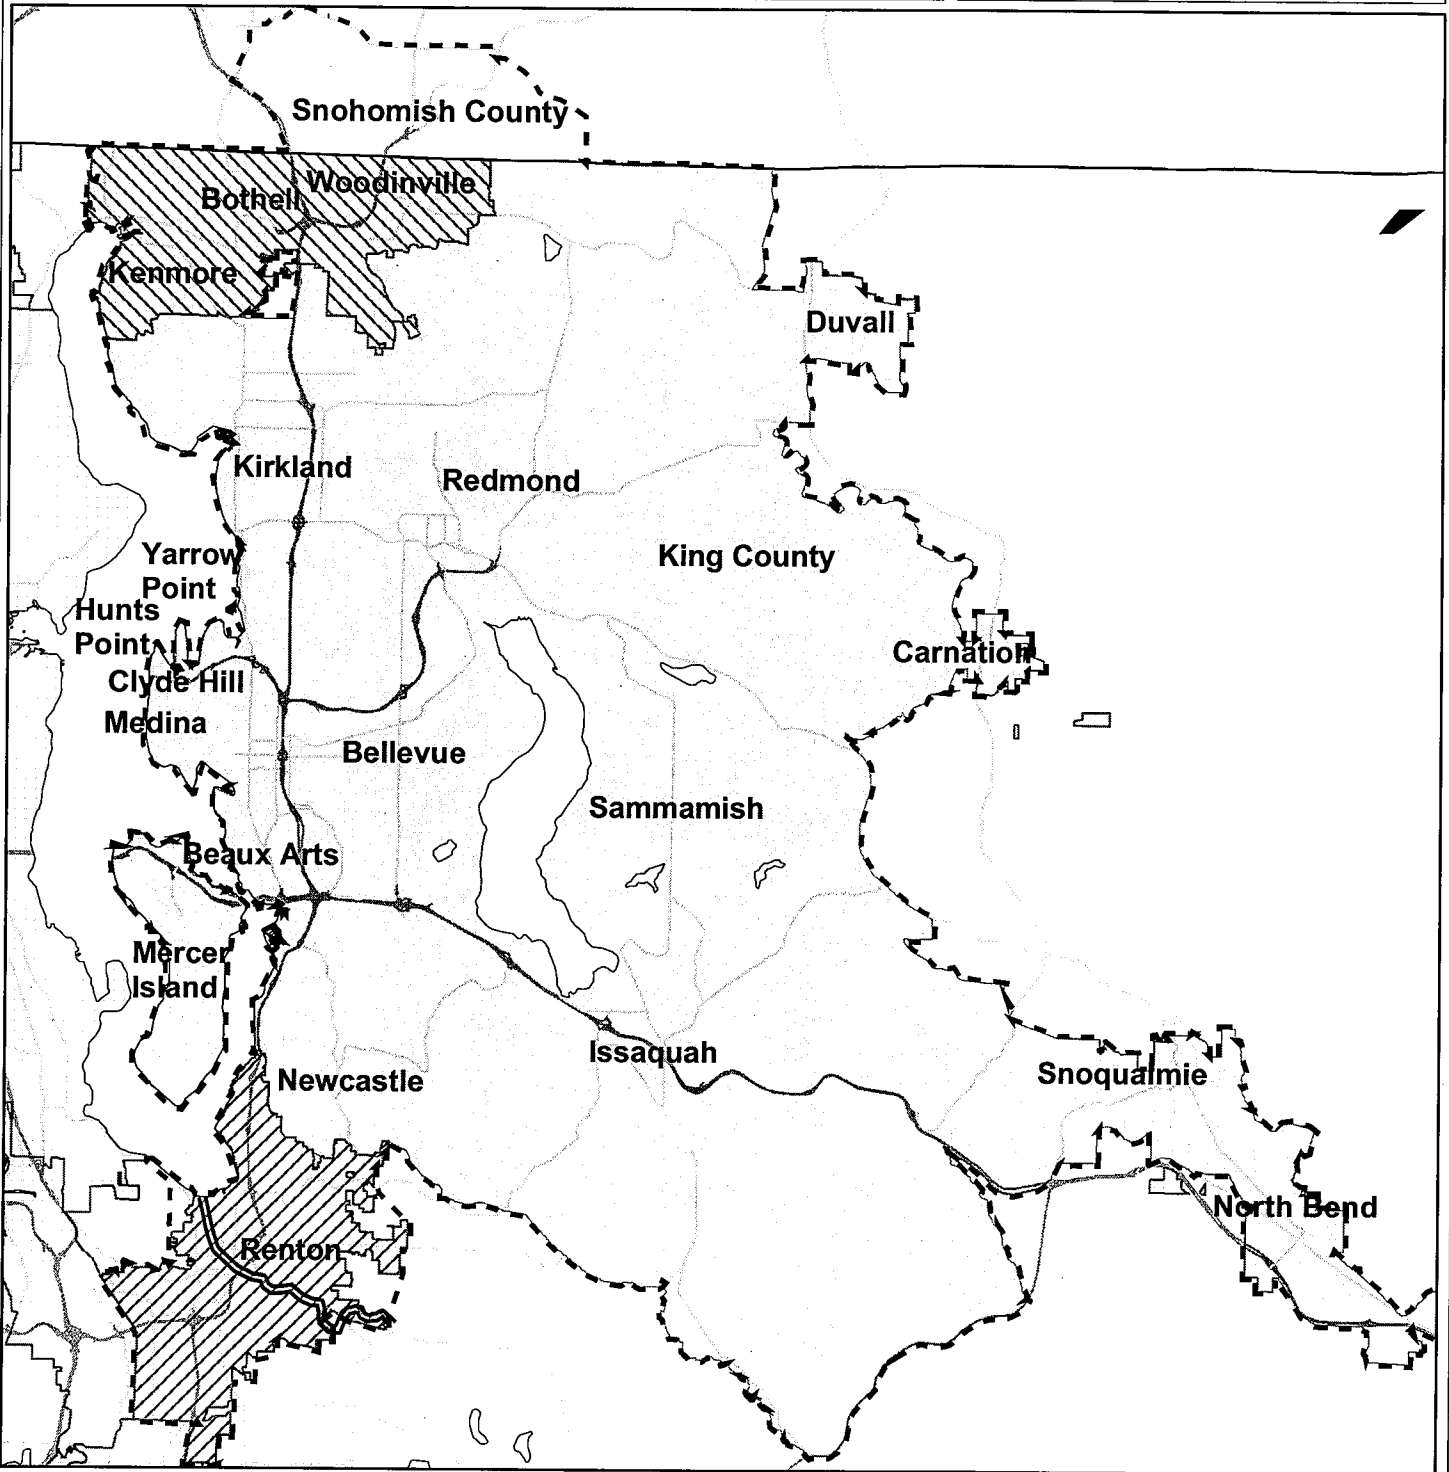 Snohomish County
Woodinville
Bothell
Kenmore
Duvall
Kirkland
Redmond
Yarrow
Point
King County
Hunts
Point
Carnation
Clyde Hill
Medina
Bellevue
Sammamish
Beaux Arts
Mercer
Island
Issaquah
Newcastle
Snoqualmie
North Bend
Renton